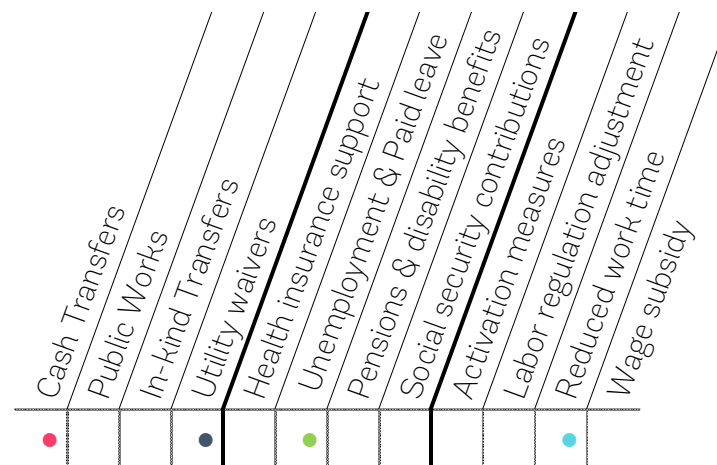 Cash Transfers
Public Works
In-kind Transfers
Utility waivers
Health insurance support
Unemployment & Paid leave
Pensions & disability benefits
Social security contributions
Activation measures
Labor regulation adjustment
Reduced work time
Wage subsidy